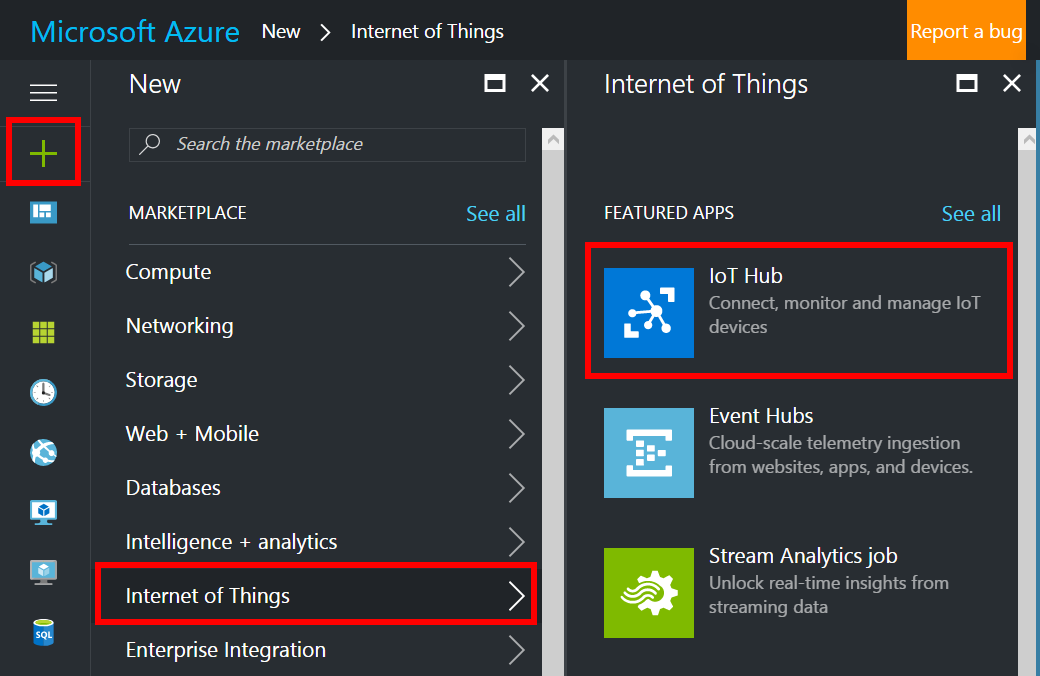 Microsoft Azure New Internet of Things Report a bug
New
Search the marketplace
MARKETPLACE See all
Compute
Networking
Storage
Web + Mobile
Databases
Intelligence + analytics
Internet of Things
Enterprise Integration
SQL
Internet of Things
FEATURED APPS See all
IoT Hub
Connect, monitor and manage IoT
devices
Event Hubs
Cloud-scale telemetry ingestion
from websites, apps, and devices.
Stream Analytics job
Unlock real-time insights from
streaming data